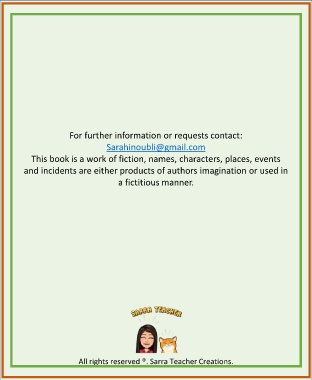 For further information or requests contact:
Sarahinoubli@gmail.com
This book is a work of fiction, names, characters, places, events
and incidents are either products of authors imagination or used in
a fictitious manner.
SARRA TEACHER
All rights reserved ®. Sarra Teacher Creations.